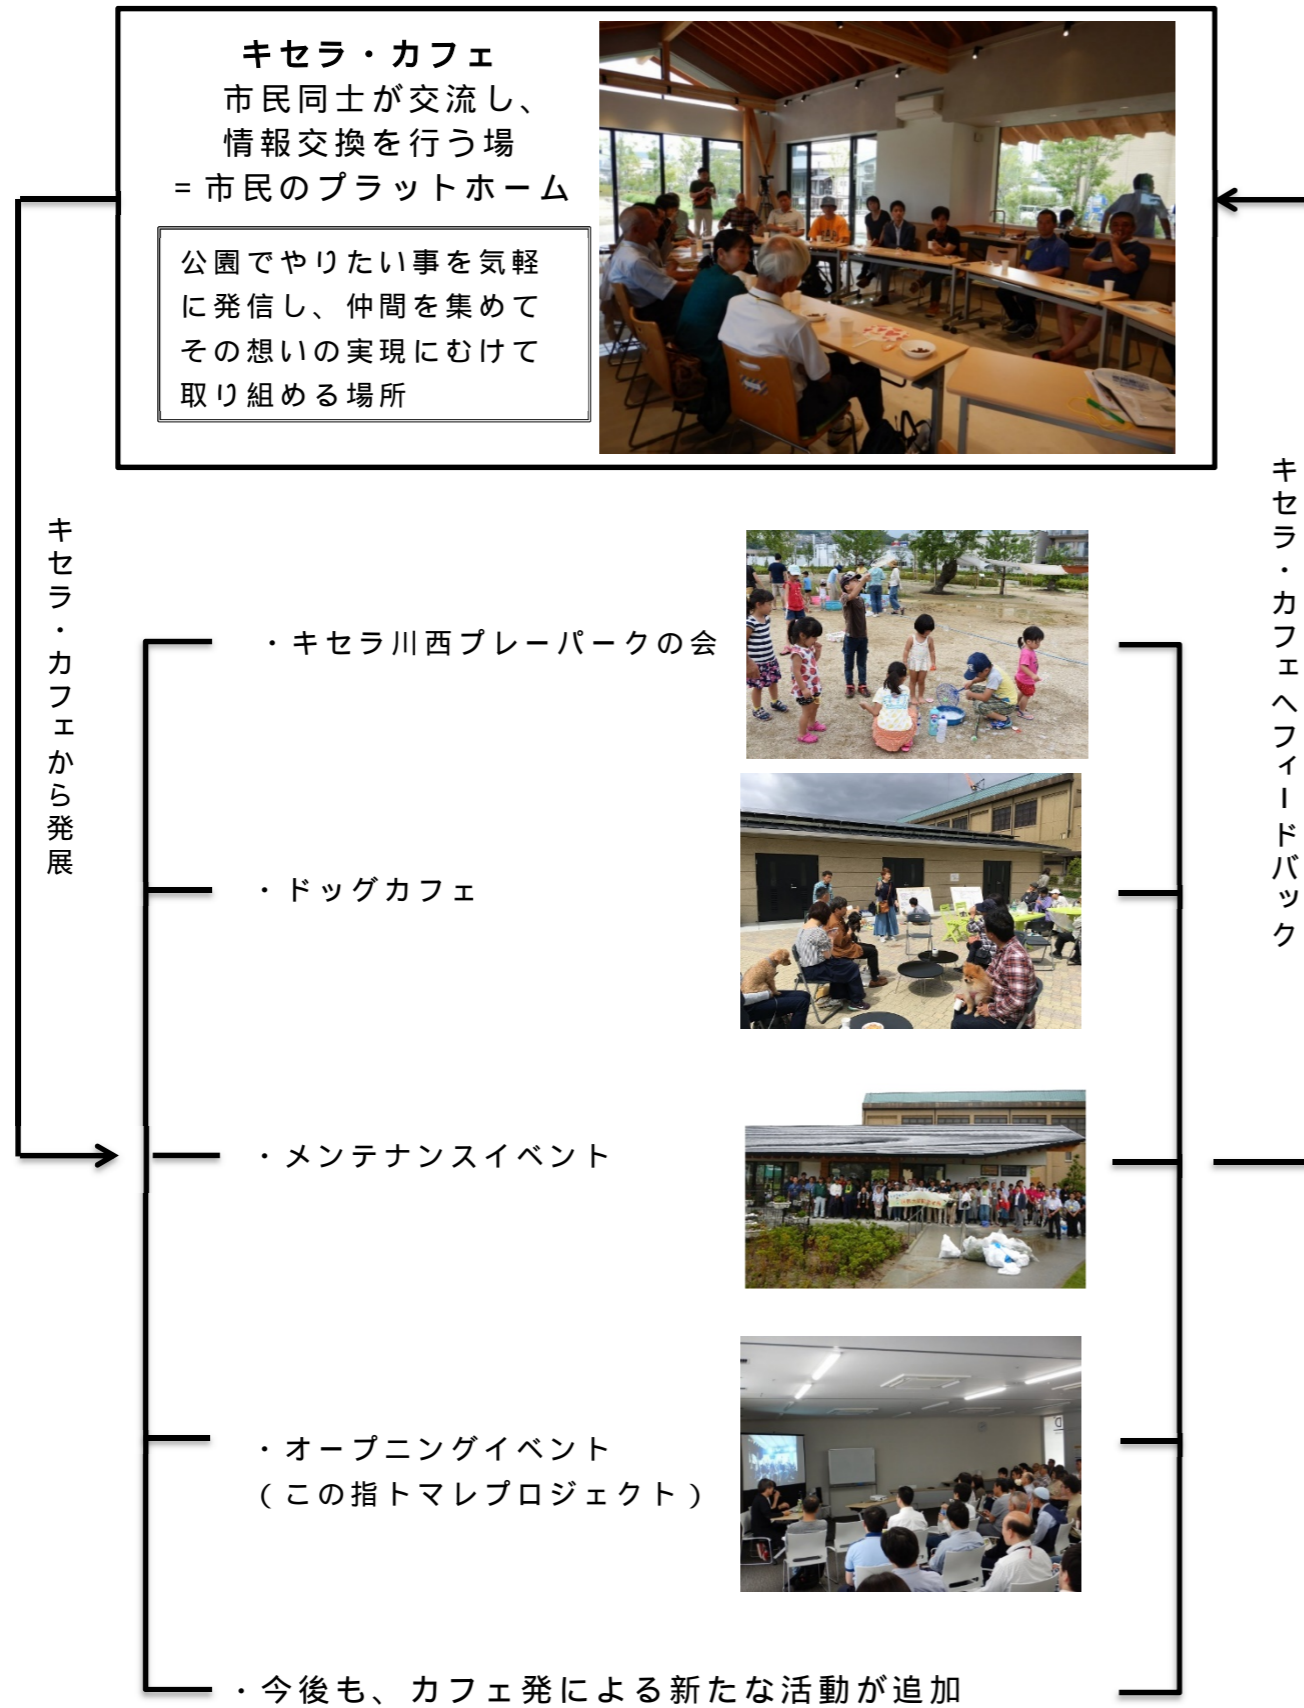 キセラ・カフェ
市民同士が交流し、
情報交換を行う場
=市民のプラットホーム
公園でやりたい事を気軽
に発信し、仲間を集めて
その想いの実現にむけて
取り組める場所
キセラ・カフェから発展
キセラ・カフェへフィードバック
・キセラ川西プレーパークの会
・ドッグカフェ
・メンテナンスイベント
・オープニングイベント
(この指トマレプロジェクト)
・今後も、カフェ発による新たな活動が追加